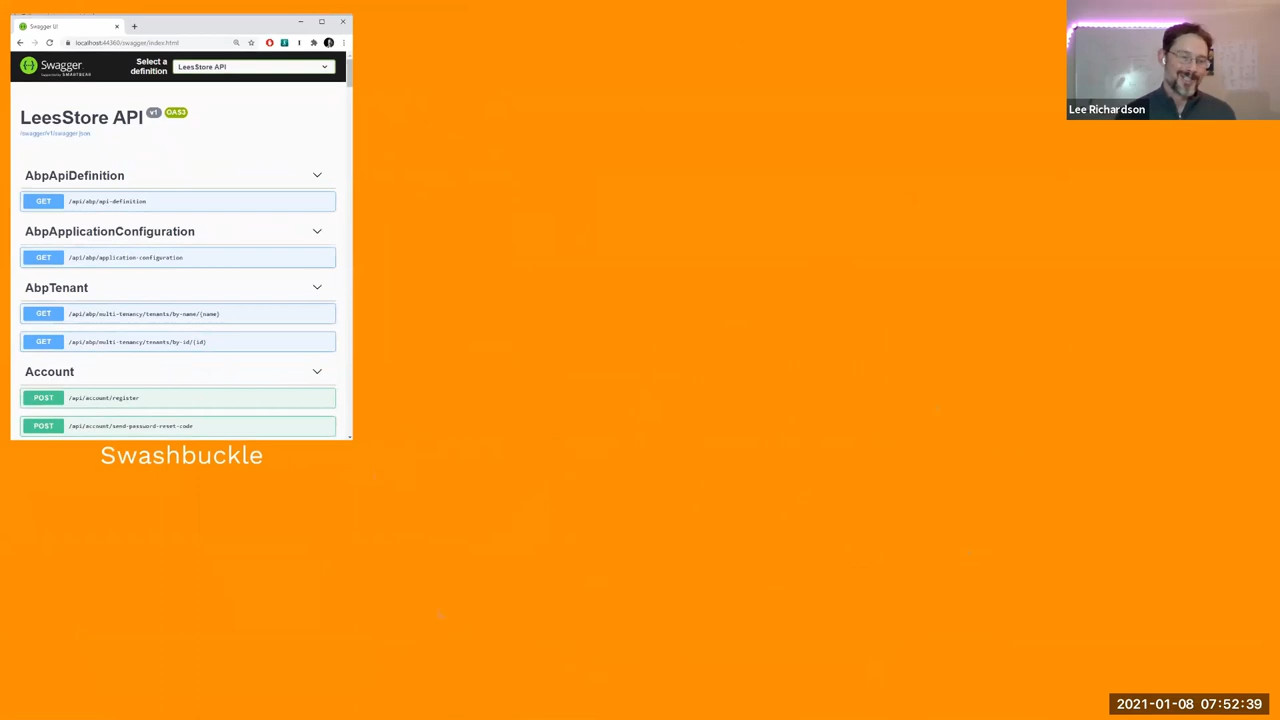 Swagger UI
localhost:44360/swagger/index.html
Swagger.
Supported by SMARTBEAR
Select a definition
LeesStore API
LeesStore API v1 OAS3
/swagger/v1/swagger.json
AbpApiDefinition
GET /api/abp/api-definition
AbpApplicationConfiguration
GET /api/abp/application-configuration
AbpTenant
GET /api/abp/multi-tenancy/tenants/by-name/{name}
GET /api/abp/multi-tenancy/tenants/by-id/{id}
Account
POST /api/account/register
POST /api/account/send-password-reset-code
Swashbuckle
Lee Richardson
2021-01-08 07:52:39